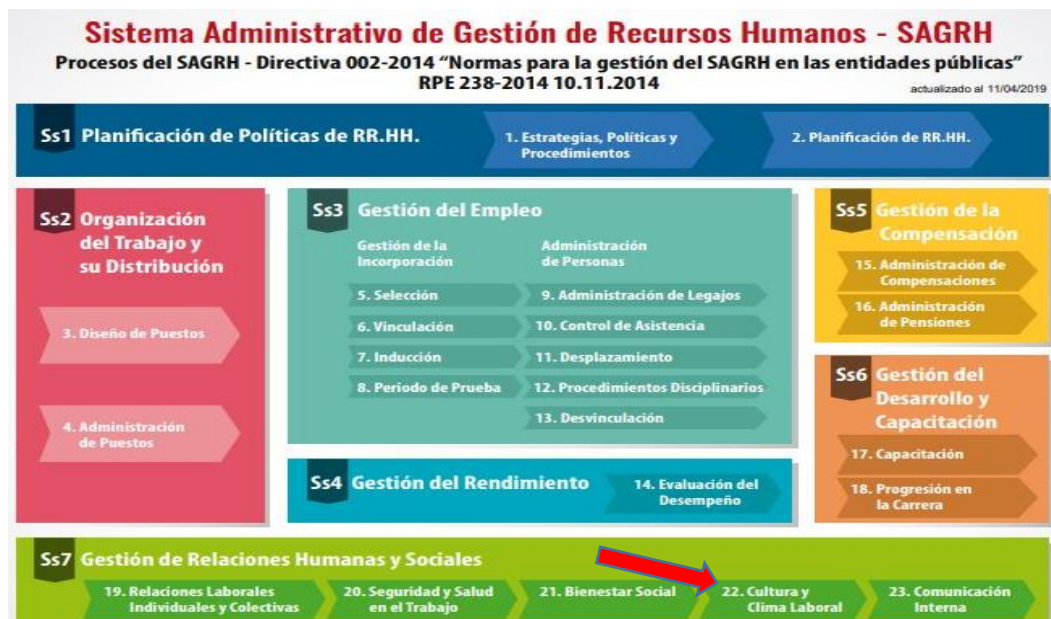 Sistema Administrativo de Gestión de Recursos Humanos - SAGRH
Procesos del SAGRH - Directiva 002-2014 “Normas para la gestión del SAGRH en las entidades públicas”
RPE 238-2014 10.11.2014
actualizado al 11/04/2019
Ss1 Planificación de Políticas de RR.HH.
1. Estrategias, Políticas y
Procedimientos
2. Planificación de RR.HH.
Ss2 Organización
del Trabajo y
su Distribución
3. Diseño de Puestos
4. Administración
de Puestos
Ss3 Gestión del Empleo
Gestión de la
Incorporación
5. Selección
6. Vinculación
7. Inducción
8. Periodo de Prueba
Administración
de Personas
9. Administración de Legajos
10. Control de Asistencia
11. Desplazamiento
12. Procedimientos Disciplinarios
13. Desvinculación
Ss4 Gestión del Rendimiento
14. Evaluación del
Desempeño
Ss5 Gestión de la
Compensación
15. Administración de
Compensaciones
16. Administración
de Pensiones
Ss6 Gestión del
Desarrollo y
Capacitación
17. Capacitación
18. Progresión en
la Carrera
Ss7 Gestión de Relaciones Humanas y Sociales
19. Relaciones Laborales
Individuales y Colectivas
20. Seguridad y Salud
en el Trabajo
21. Bienestar Social
22. Cultura y
Clima Laboral
23. Comunicación
Interna